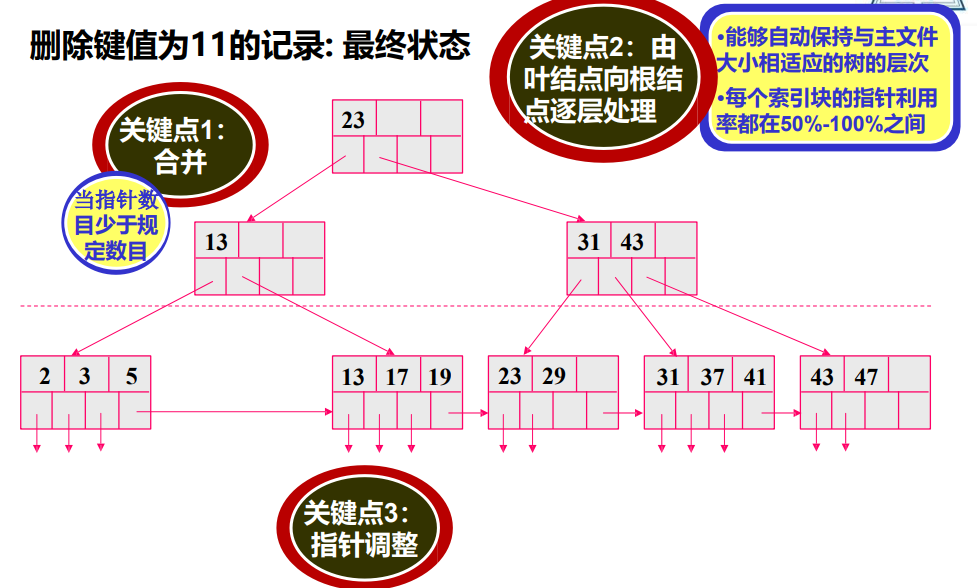 删除键值为11的记录: 最终状态
关键点2：由
叶结点向根结
点逐层处理
•能够自动保持与主文件
大小相适应的树的层次
•每个索引块的指针利用
率都在50%-100%之间
关键点1：
合并
当指针数
目少于规
定数目
23
13
31 43
2 3 5
13 17 19
23 29
31 37 41
43 47
关键点3：
指针调整